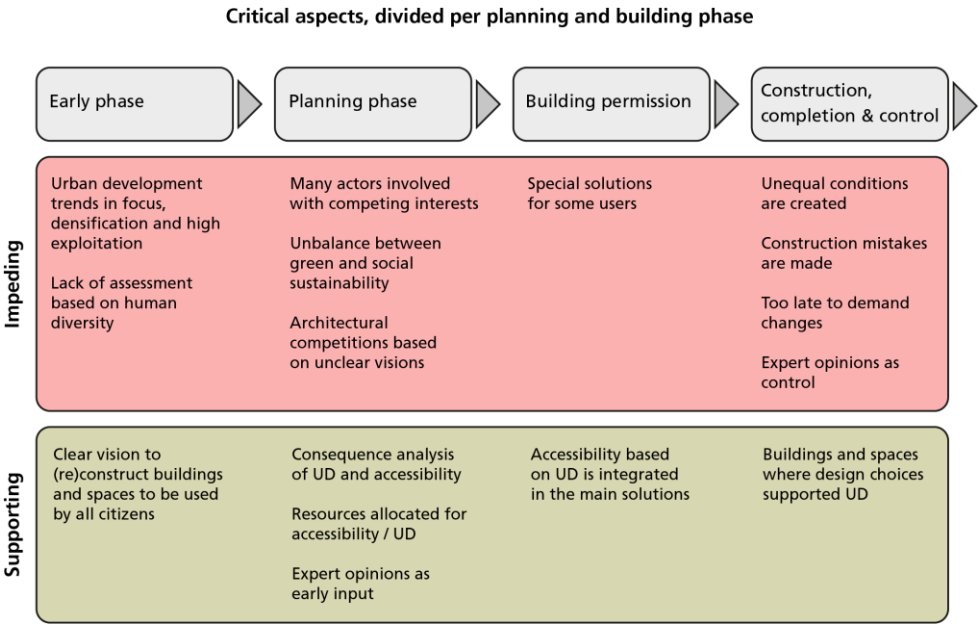 Critical aspects, divided per planning and building phase
Early phase
Planning phase
Building permission
Construction,
completion & control
Impeding
Urban development
trends in focus,
densification and high
exploitation
Lack of assessment
based on human
diversity
Many actors involved
with competing interests
Unbalance between
green and social
sustainability
Architectural
competitions based
on unclear visions
Special solutions
for some users
Unequal conditions
are created
Construction mistakes
are made
Too late to demand
changes
Expert opinions as
control
Supporting
Clear vision to
(re)construct buildings
and spaces to be used
by all citizens
Consequence analysis
of UD and accessibility
Resources allocated for
accessibility / UD
Expert opinions as
early input
Accessibility based
on UD is integrated
in the main solutions
Buildings and spaces
where design choices
supported UD